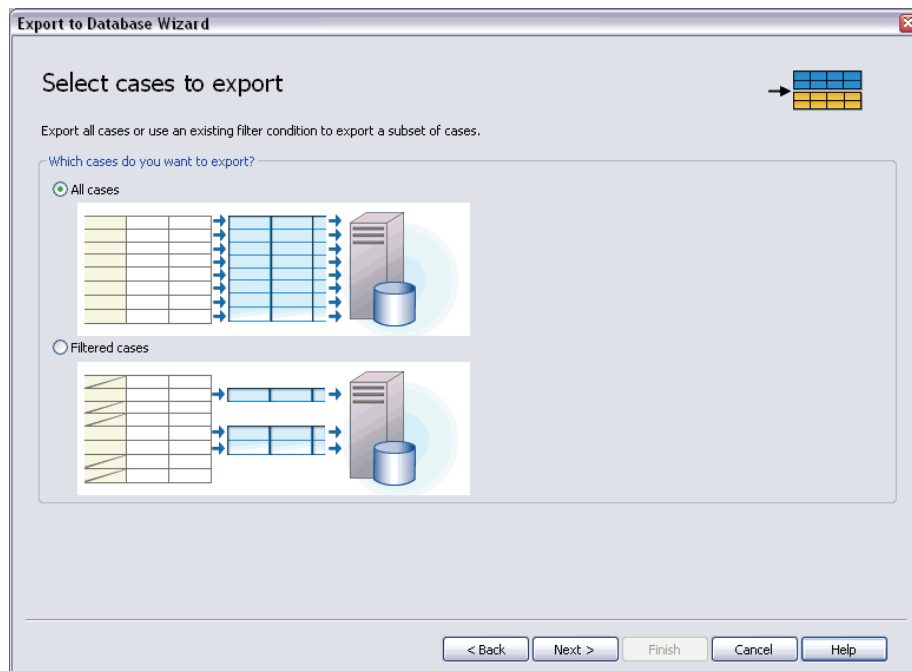 Export to Database Wizard
Select cases to export
Export all cases or use an existing filter condition to export a subset of cases.
Which cases do you want to export?
All cases
Filtered cases
< Back
Next >
Finish
Cancel
Help